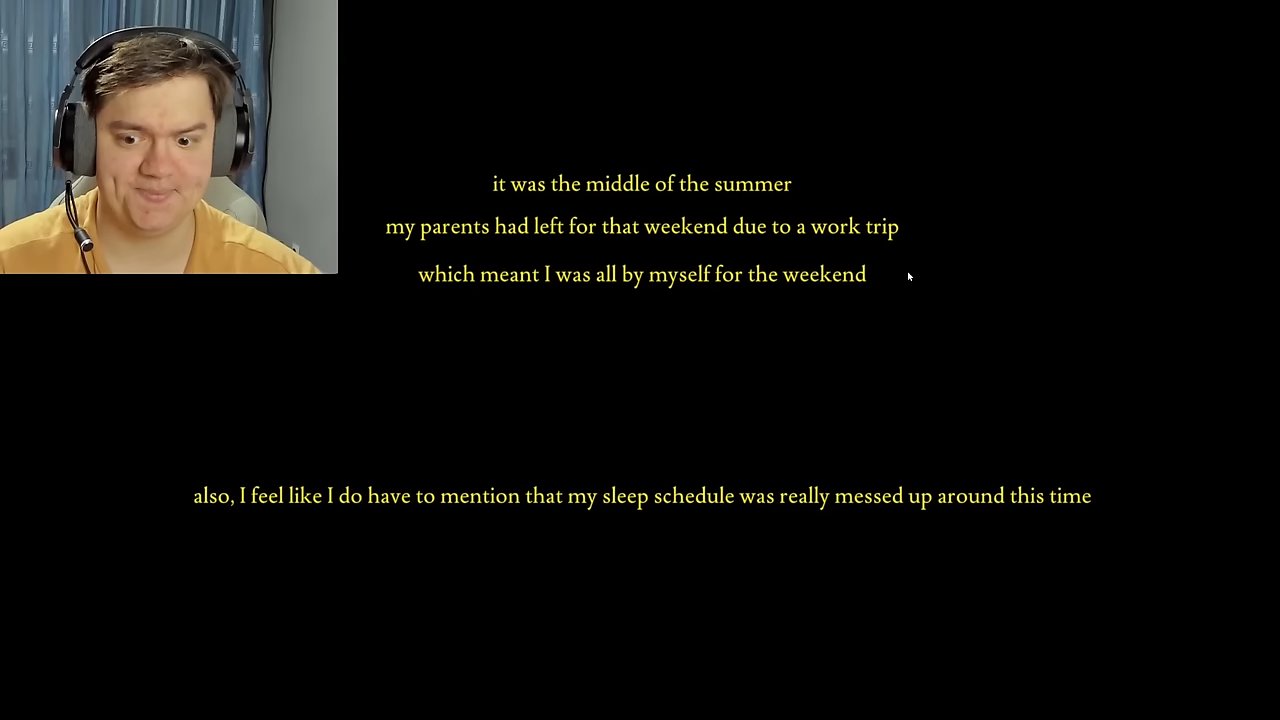 it was the middle of the summer
my parents had left for that weekend due to a work trip
which meant I was all by myself for the weekend
also, I feel like I do have to mention that my sleep schedule was really messed up around this time